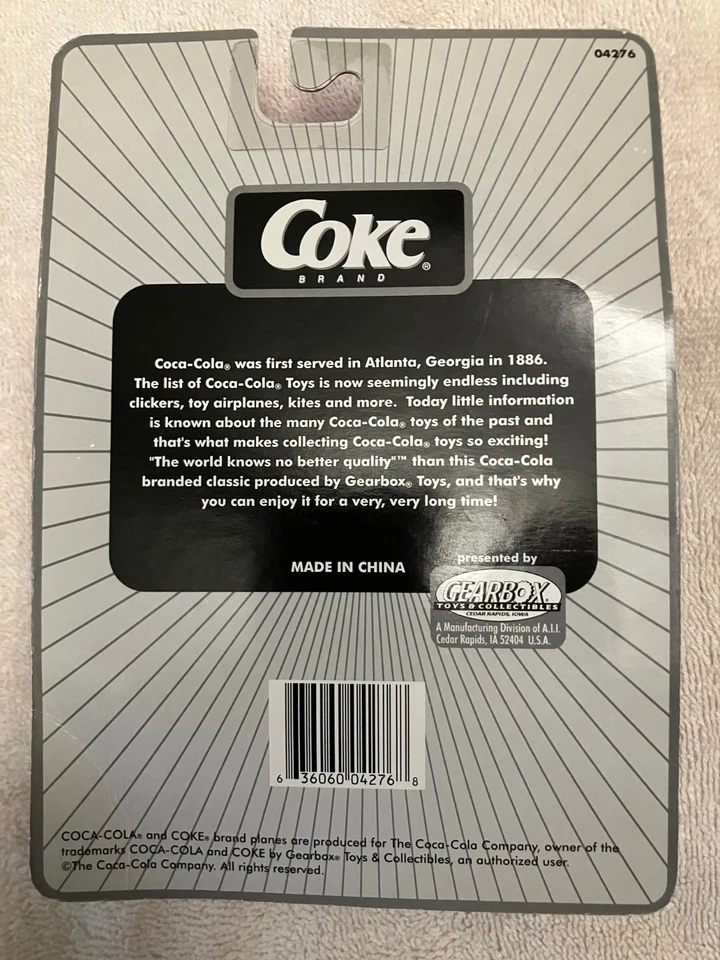 04276
Coke®
BRAND
Coca-Cola® was first served in Atlanta, Georgia in 1886.
The list of Coca-Cola® Toys is now seemingly endless including
clickers, toy airplanes, kites and more. Today little information
is known about the many Coca-Cola® toys of the past and
that's what makes collecting Coca-Cola® toys so exciting!
"The world knows no better quality"™ than this Coca-Cola
branded classic produced by Gearbox® Toys, and that's why
you can enjoy it for a very, very long time!
MADE IN CHINA
presented by
GEARBOX®
TOYS & COLLECTIBLES
CEDAR RAPIDS, IOWA
A Manufacturing Division of A.I.I.
Cedar Rapids, IA 52404 U.S.A.
6 36060 04276 8
COCA-COLA® and COKE® brand planes are produced for The Coca-Cola Company, owner of the
trademarks COCA-COLA and COKE by Gearbox® Toys & Collectibles, an authorized user.
©The Coca-Cola Company. All rights reserved.